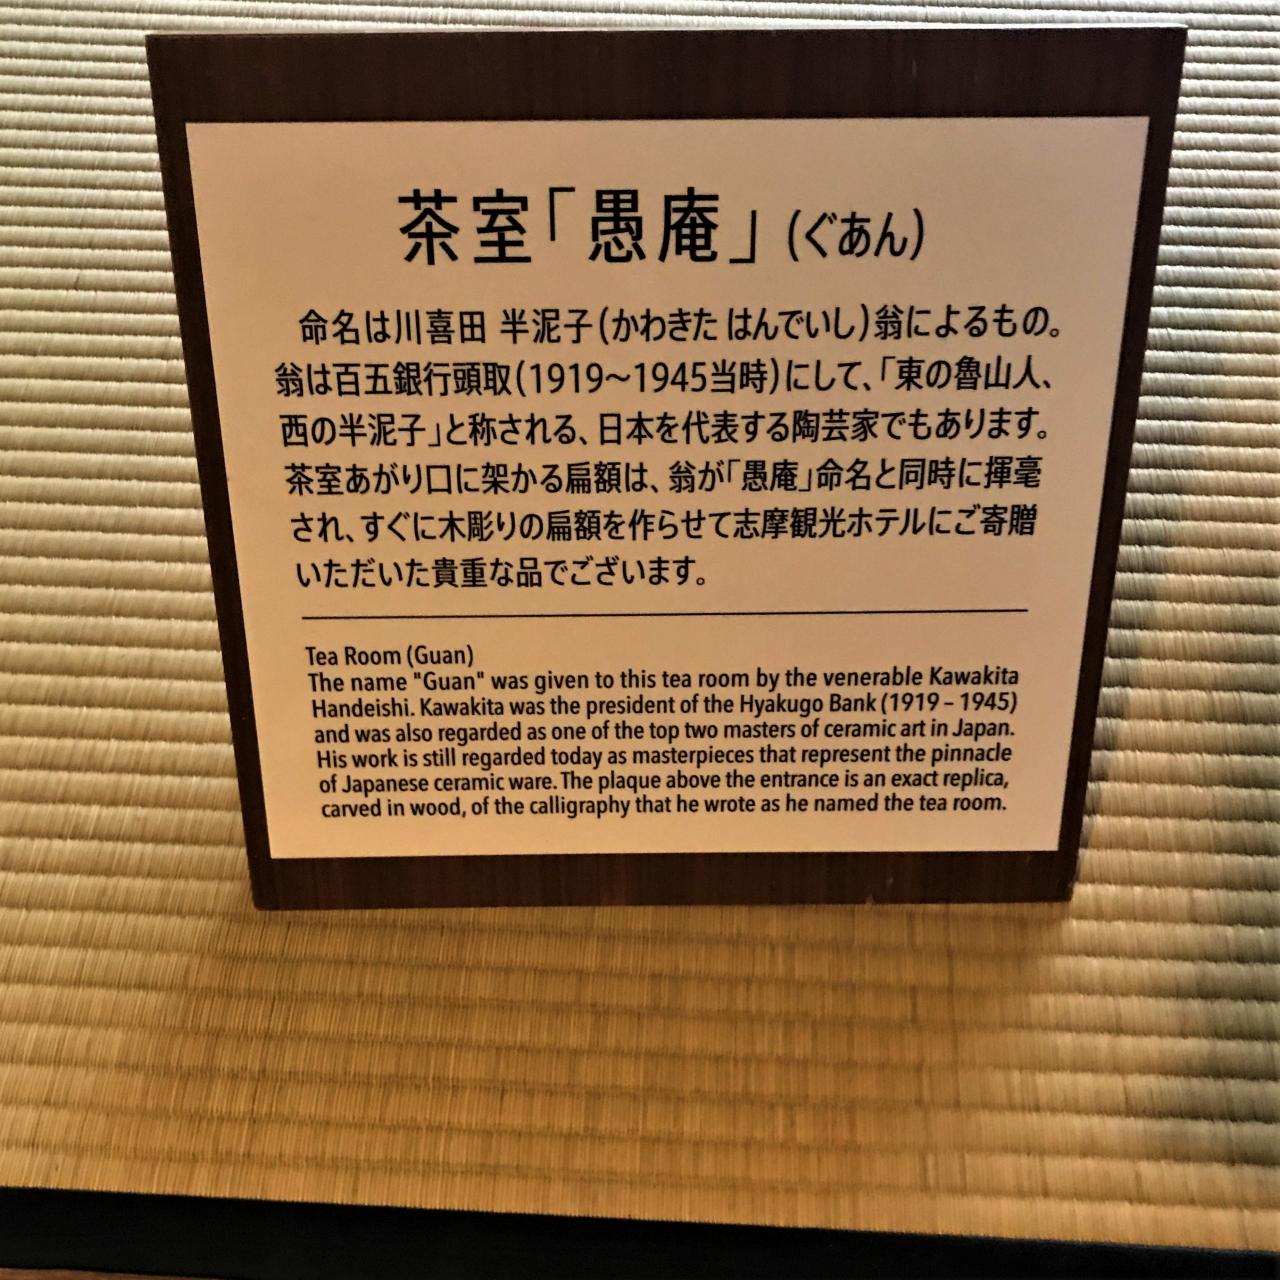 茶室「愚庵」(ぐあん)
命名は川喜田 半泥子(かわきた はんでいし)翁によるもの。
翁は百五銀行頭取(1919～1945当時)にして、「東の魯山人、
西の半泥子」と称される、日本を代表する陶芸家でもあります。
茶室あがり口に架かる扁額は、翁が「愚庵」命名と同時に揮毫
され、すぐに木彫りの扁額を作らせて志摩観光ホテルにご寄贈
いただいた貴重な品でございます。
Tea Room (Guan)
The name "Guan" was given to this tea room by the venerable Kawakita
Handeishi. Kawakita was the president of the Hyakugo Bank (1919 – 1945)
and was also regarded as one of the top two masters of ceramic art in Japan.
His work is still regarded today as masterpieces that represent the pinnacle
of Japanese ceramic ware. The plaque above the entrance is an exact replica,
carved in wood, of the calligraphy that he wrote as he named the tea room.